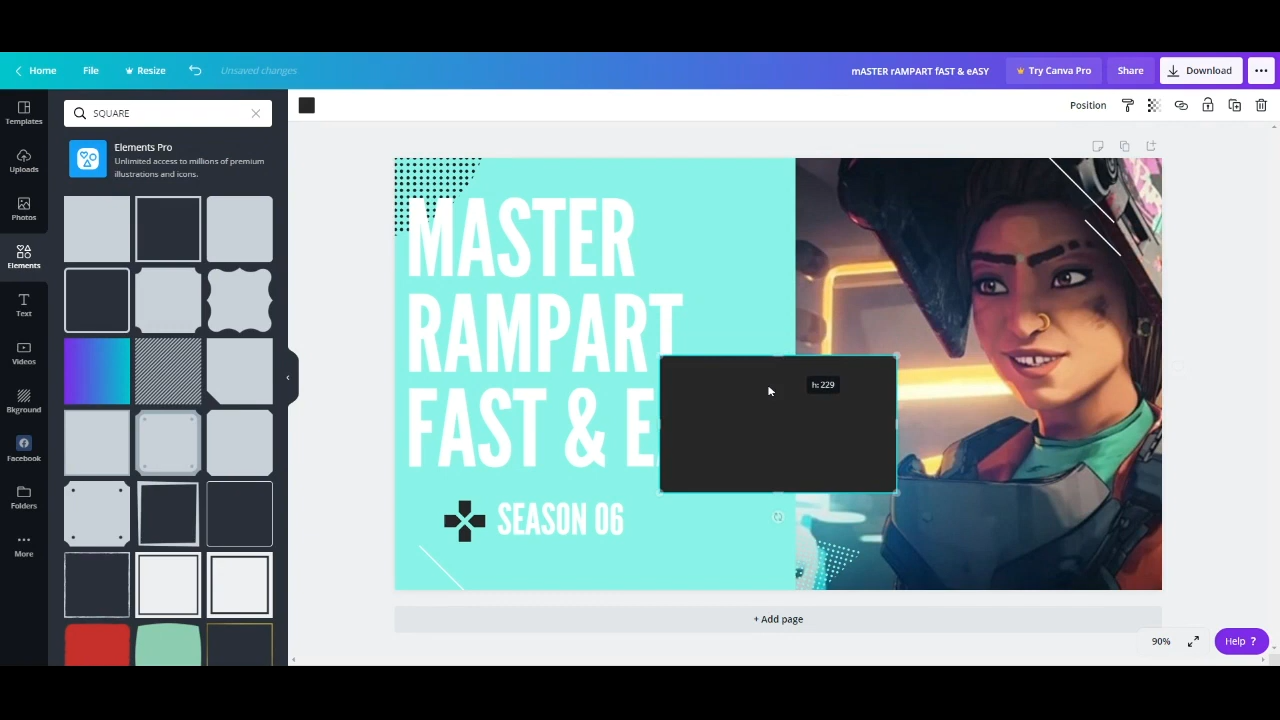 Home
File
Resize
Unsaved changes
mASTER rAMPART fAST & eASY
Try Canva Pro
Share
Download
Templates
Uploads
Photos
Elements
Text
Videos
Bkground
Facebook
Folders
More
SQUARE
Elements Pro
Unlimited access to millions of premium
illustrations and icons.
Position
MASTER
RAMPART
FAST & E
h: 229
SEASON 06
+ Add page
90%
Help ?